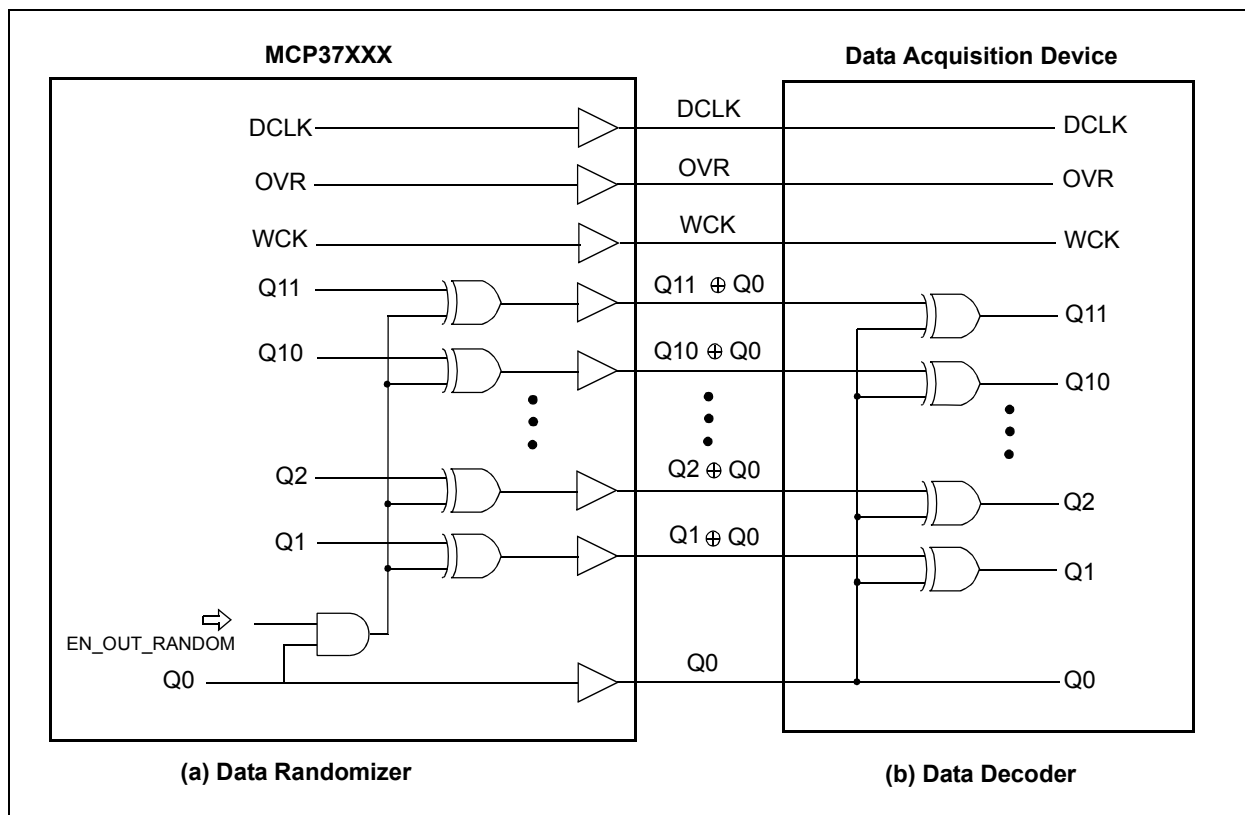 MCP37XXX
Data Acquisition Device
DCLK
DCLK
DCLK
OVR
OVR
OVR
WCK
WCK
WCK
Q11
Q11 ⊕ Q0
Q11
Q10
Q10 ⊕ Q0
Q10
Q2
Q2 ⊕ Q0
Q2
Q1
Q1 ⊕ Q0
Q1
EN_OUT_RANDOM
Q0
Q0
Q0
(a) Data Randomizer
(b) Data Decoder